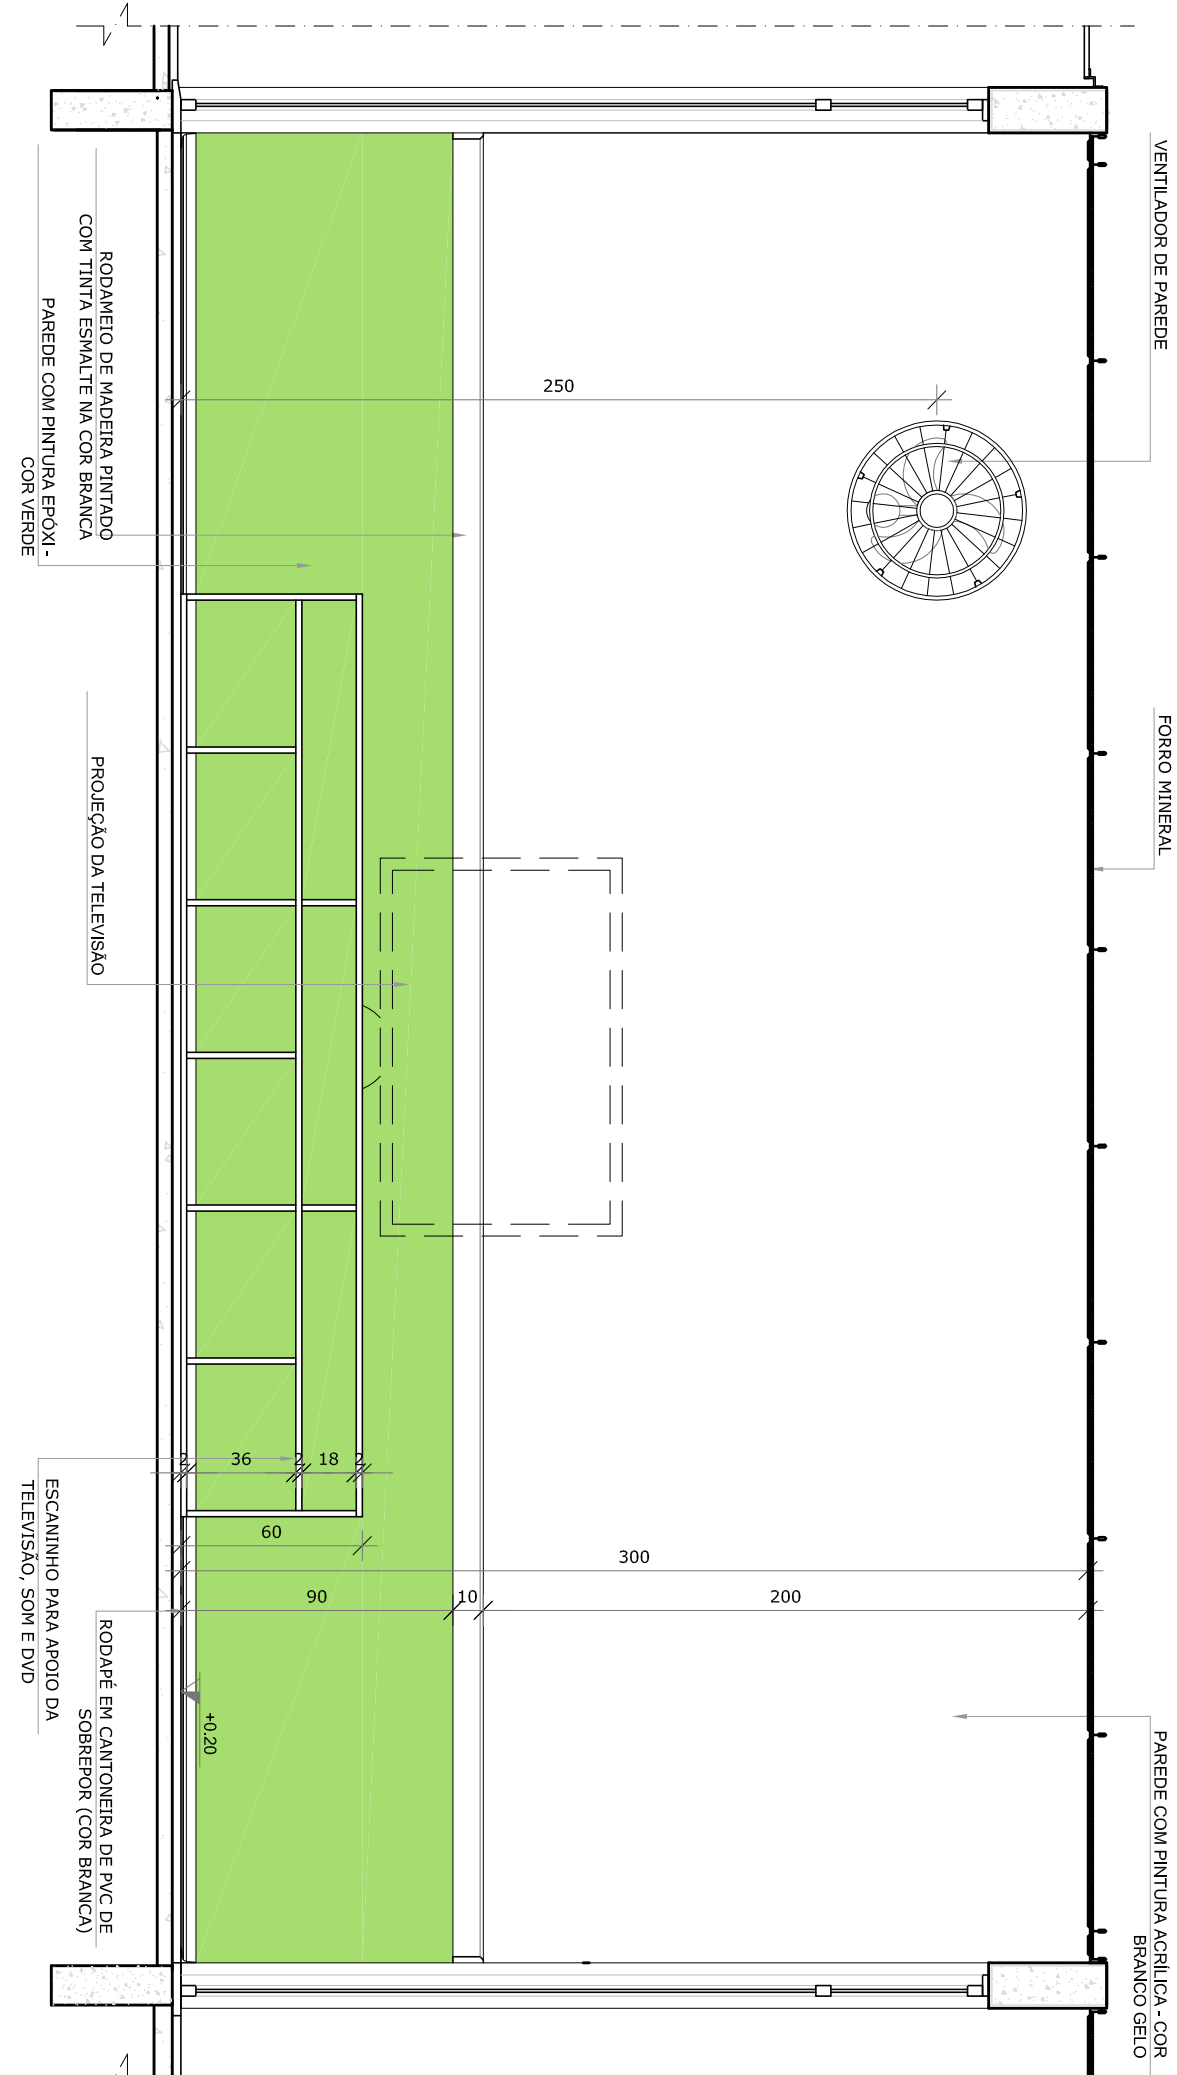 VENTILADOR DE PAREDE
FORRO MINERAL
PAREDE COM PINTURA ACRÍLICA - COR
BRANCO GELO
250
RODAMEIO DE MADEIRA PINTADO
COM TINTA ESMALTE NA COR BRANCA
PAREDE COM PINTURA EPÓXI -
COR VERDE
PROJEÇÃO DA TELEVISÃO
2
36
2
18
2
60
300
90
10
200
+0.20
ESCANINHO PARA APOIO DA
TELEVISÃO, SOM E DVD
RODAPÉ EM CANTONEIRA DE PVC DE
SOBREPOR (COR BRANCA)